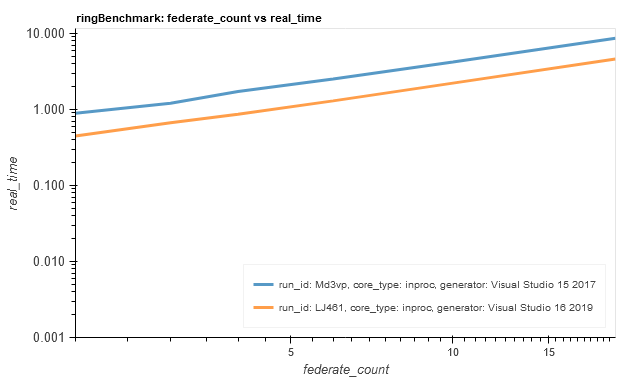 ringBenchmark: federate_count vs real_time
10.000
1.000
0.100
0.010
0.001
real_time
run_id: Md3vp, core_type: inproc, generator: Visual Studio 15 2017
run_id: LJ461, core_type: inproc, generator: Visual Studio 16 2019
5
10
15
federate_count